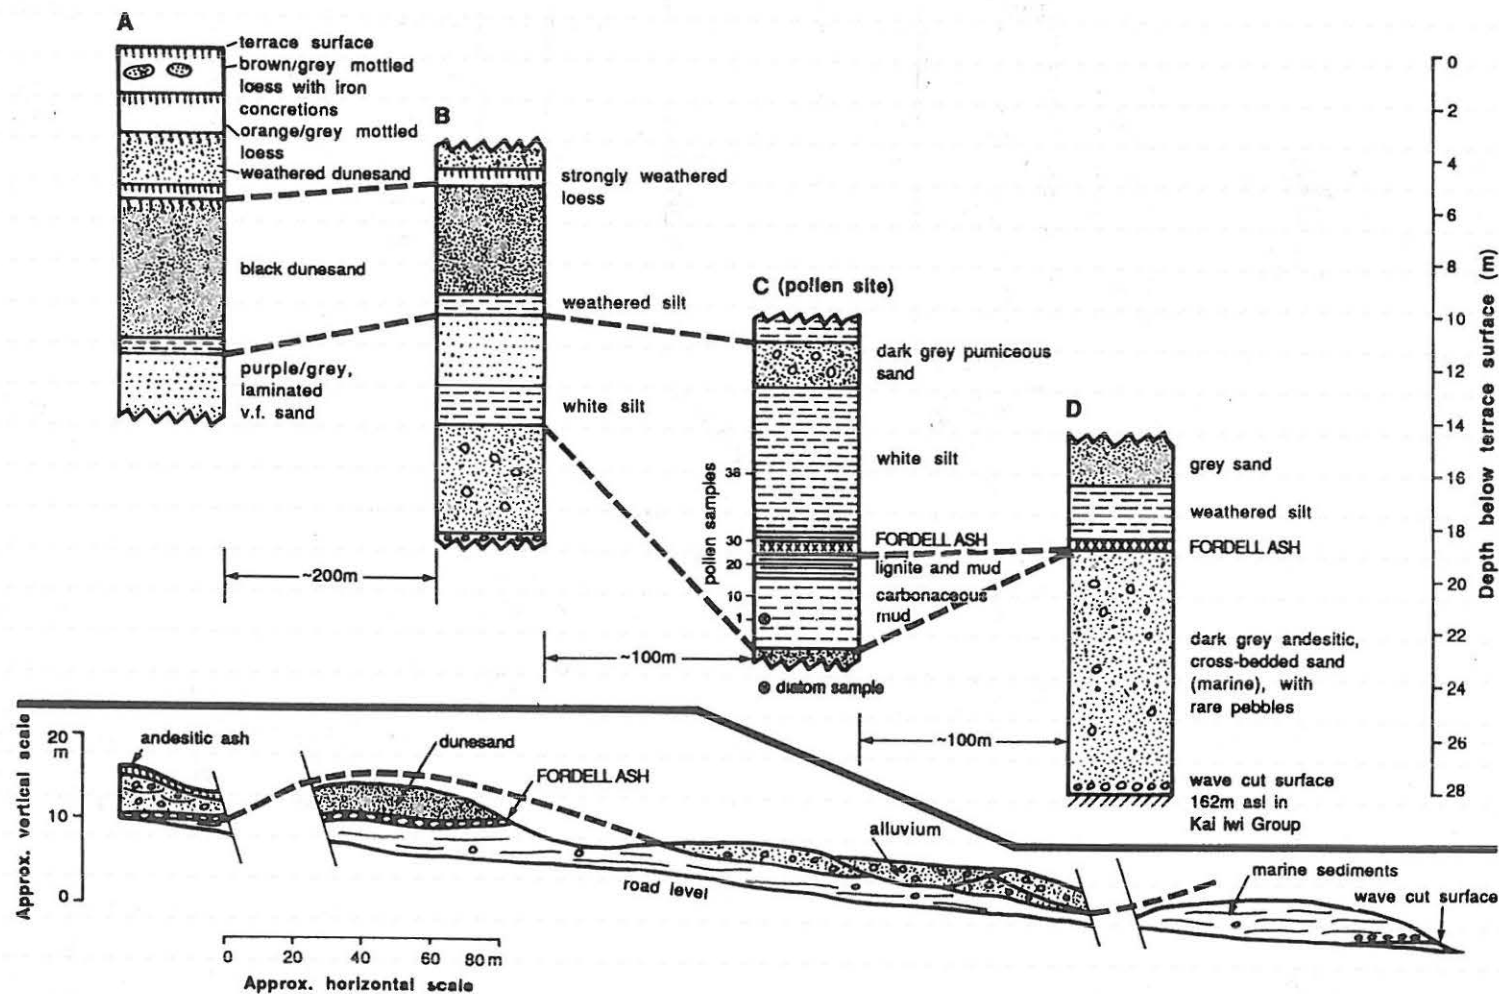 A
terrace surface
brown/grey mottled
loess with iron
concretions
orange/grey mottled
loess
weathered dunesand
black dunesand
purple/grey,
laminated
v.f. sand
B
strongly weathered
loess
weathered silt
white silt
C (pollen site)
dark grey pumiceous
sand
white silt
FORDELL ASH
lignite and mud
carbonaceous
mud
pollen samples
38
30
20
10
1
diatom sample
D
grey sand
weathered silt
FORDELL ASH
dark grey andesitic,
cross-bedded sand
(marine), with
rare pebbles
wave cut surface
162m asl in
Kai iwi Group
0
2
4
6
8
10
12
14
16
18
20
22
24
26
28
Depth below terrace surface (m)
~200m
~100m
~100m
Approx. vertical scale
20
m
10
0
andesitic ash
dunesand
FORDELL ASH
alluvium
road level
marine sediments
wave cut surface
0 20 40 60 80m
Approx. horizontal scale